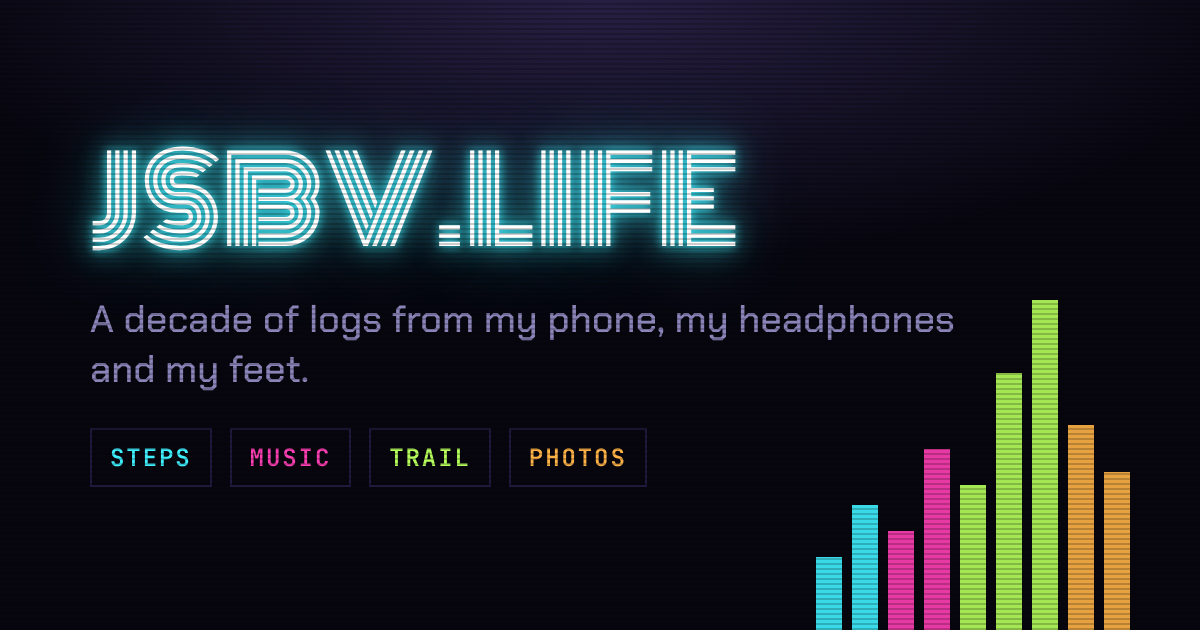 JSBV.LIFE
A decade of logs from my phone, my headphones
and my feet.
STEPS MUSIC TRAIL PHOTOS